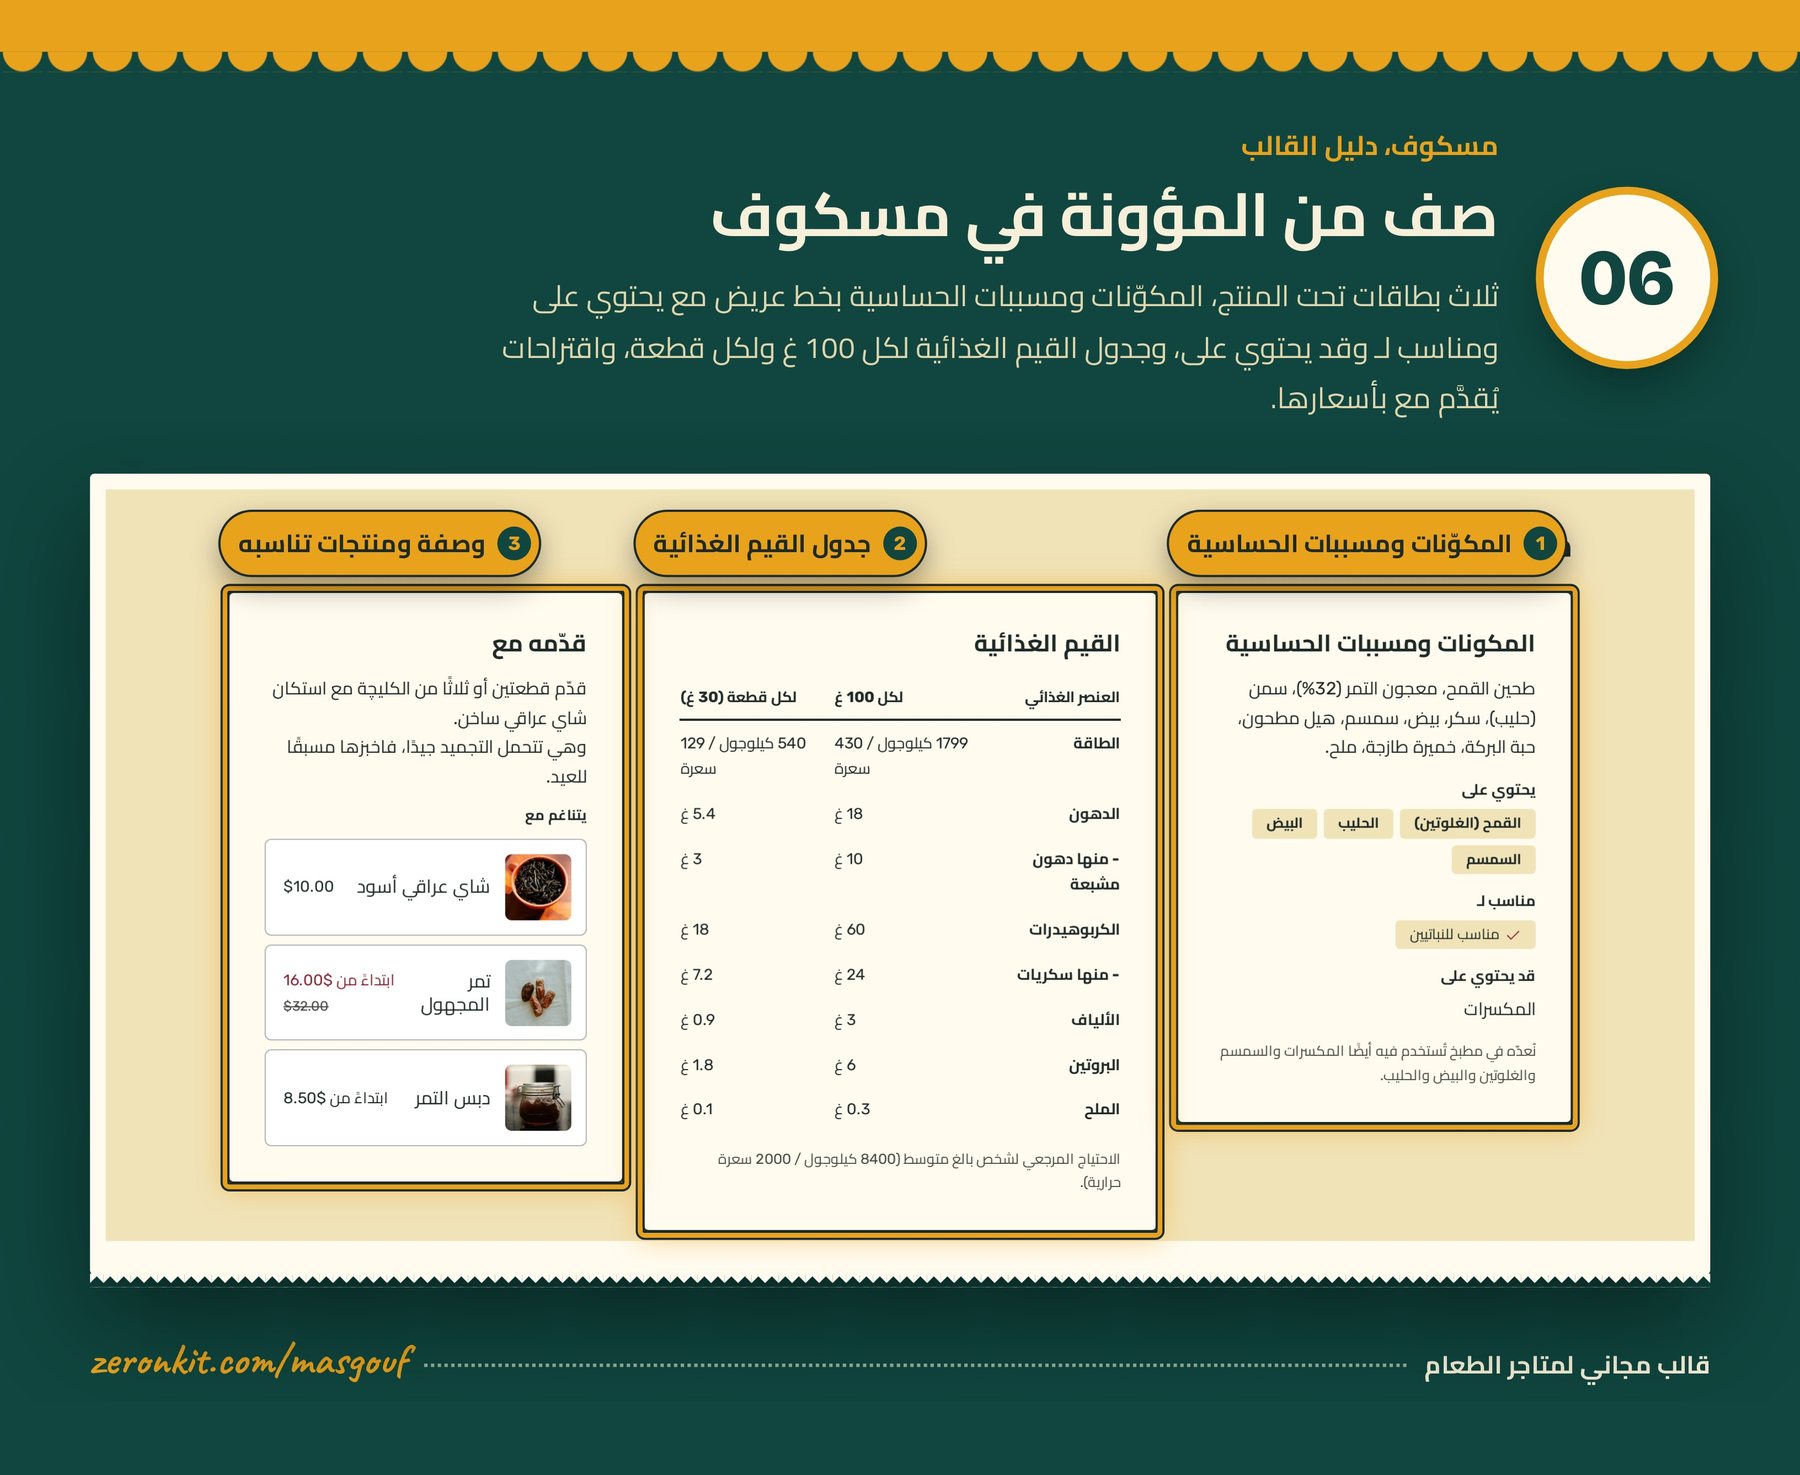 مسكوف، دليل القالب
صف من المؤونة في مسكوف
06
ثلاث بطاقات تحت المنتج، المكوّنات ومسببات الحساسية بخط عريض مع يحتوي على
ومناسب لـ وقد يحتوي على، وجدول القيم الغذائية لكل 100 غ ولكل قطعة، واقتراحات
يُقدَّم مع بأسعارها.
1 المكوّنات ومسببات الحساسية
المكونات ومسببات الحساسية
طحين القمح، معجون التمر (32%)، سمن
(حليب)، سكر، بيض، سمسم، هيل مطحون،
حبة البركة، خميرة طازجة، ملح.
يحتوي على
القمح (الغلوتين) الحليب البيض
السمسم
مناسب لـ
✓ مناسب للنباتيين
قد يحتوي على
المكسرات
نُعدّه في مطبخ تُستخدم فيه أيضًا المكسرات والسمسم
والغلوتين والبيض والحليب.
2 جدول القيم الغذائية
القيم الغذائية
العنصر الغذائي لكل 100 غ لكل قطعة (30 غ)
الطاقة 1799 كيلوجول / 430 540 كيلوجول / 129
سعرة سعرة
الدهون 18 غ 5.4 غ
- منها دهون 10 غ 3 غ
مشبعة
الكربوهيدرات 60 غ 18 غ
- منها سكريات 24 غ 7.2 غ
الألياف 3 غ 0.9 غ
البروتين 6 غ 1.8 غ
الملح 0.3 غ 0.1 غ
الاحتياج المرجعي لشخص بالغ متوسط (8400 كيلوجول / 2000 سعرة
حرارية).
3 وصفة ومنتجات تناسبه
قدّمه مع
قدّم قطعتين أو ثلاثًا من الكليچة مع استكان
شاي عراقي ساخن.
وهي تتحمل التجميد جيدًا، فاخبزها مسبقًا
للعيد.
يتناغم مع
شاي عراقي أسود $10.00
تمر ابتداءً من $16.00
المجهول $32.00
دبس التمر ابتداءً من $8.50
قالب مجاني لمتاجر الطعام
zeronkit.com/masgouf